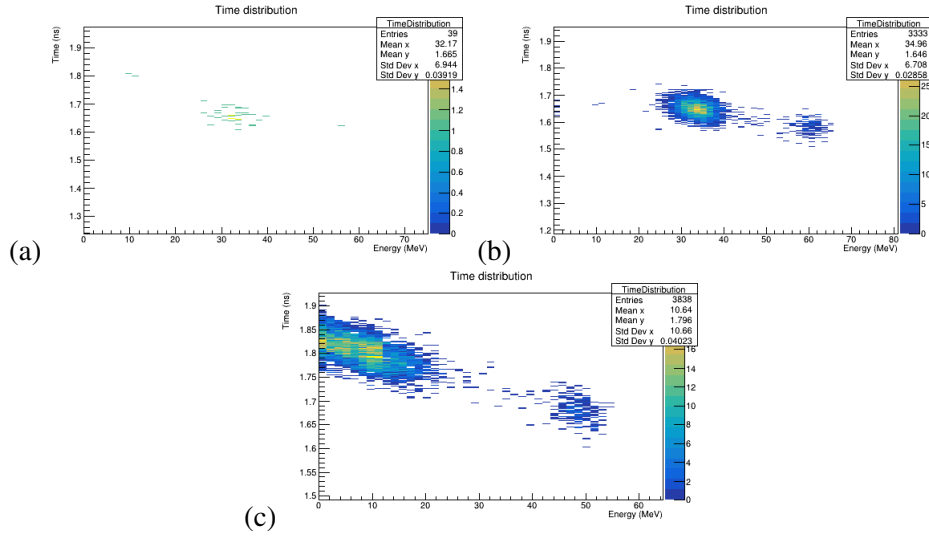 Time distribution
TimeDistribution
Entries 39
Mean x 32.17
Mean y 1.665
Std Dev x 6.944
Std Dev y 0.03919
Time (ns)
1.9
1.8
1.7
1.6
1.5
1.4
1.3
0 10 20 30 40 50 60 70
Energy (MeV)
1.4
1.2
1
0.8
0.6
0.4
0.2
0
(a)
Time distribution
TimeDistribution
Entries 3333
Mean x 34.96
Mean y 1.646
Std Dev x 6.708
Std Dev y 0.02858
Time (ns)
1.9
1.8
1.7
1.6
1.5
1.4
1.3
1.2
0 10 20 30 40 50 60 70 80
Energy (MeV)
25
20
15
10
5
0
(b)
Time distribution
TimeDistribution
Entries 3838
Mean x 10.64
Mean y 1.796
Std Dev x 10.66
Std Dev y 0.04023
Time (ns)
1.9
1.85
1.8
1.75
1.7
1.65
1.6
1.55
1.5
0 10 20 30 40 50 60
Energy (MeV)
16
14
12
10
8
6
4
2
0
(c)